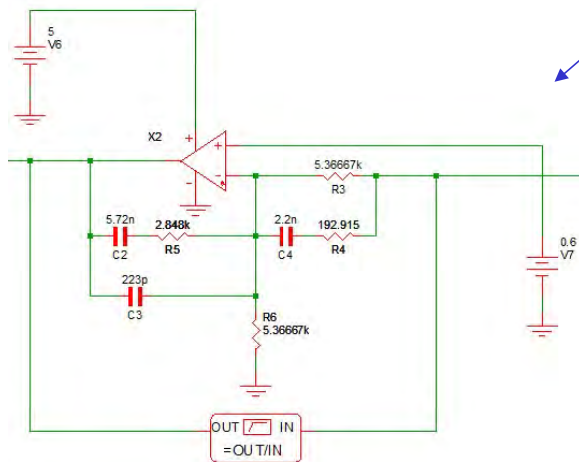 5
V6
X2
+
-
+
-
5.36667k
R3
5.72n
C2
2.848k
R5
2.2n
C4
192.915
R4
0.6
V7
223p
C3
R6
5.36667k
OUT IN
=OUT/IN